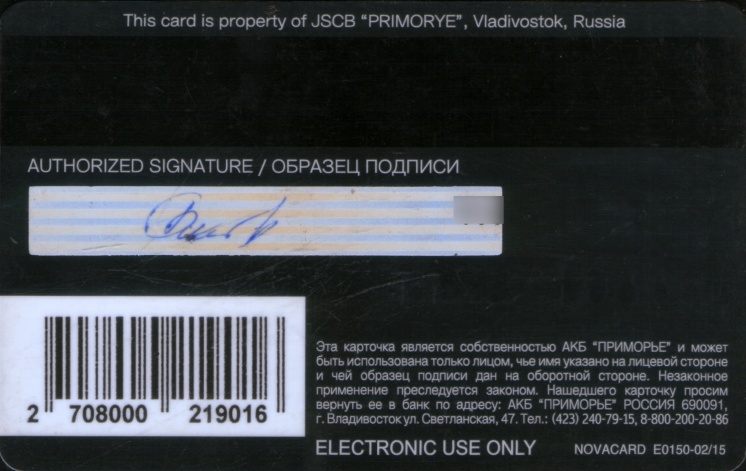 This card is property of JSCB “PRIMORYE”, Vladivostok, Russia
AUTHORIZED SIGNATURE / ОБРАЗЕЦ ПОДПИСИ
2 708000 219016
Эта карточка является собственностью АКБ “ПРИМОРЬЕ” и может
быть использована только лицом, чье имя указано на лицевой стороне
и чей образец подписи дан на оборотной стороне. Незаконное
применение преследуется законом. Нашедшего карточку просим
вернуть ее в банк по адресу: АКБ “ПРИМОРЬЕ” РОССИЯ 690091,
г. Владивосток ул. Светланская, 47. Тел.: (423) 240-79-15, 8-800-200-20-86
ELECTRONIC USE ONLY
NOVACARD E0150-02/15